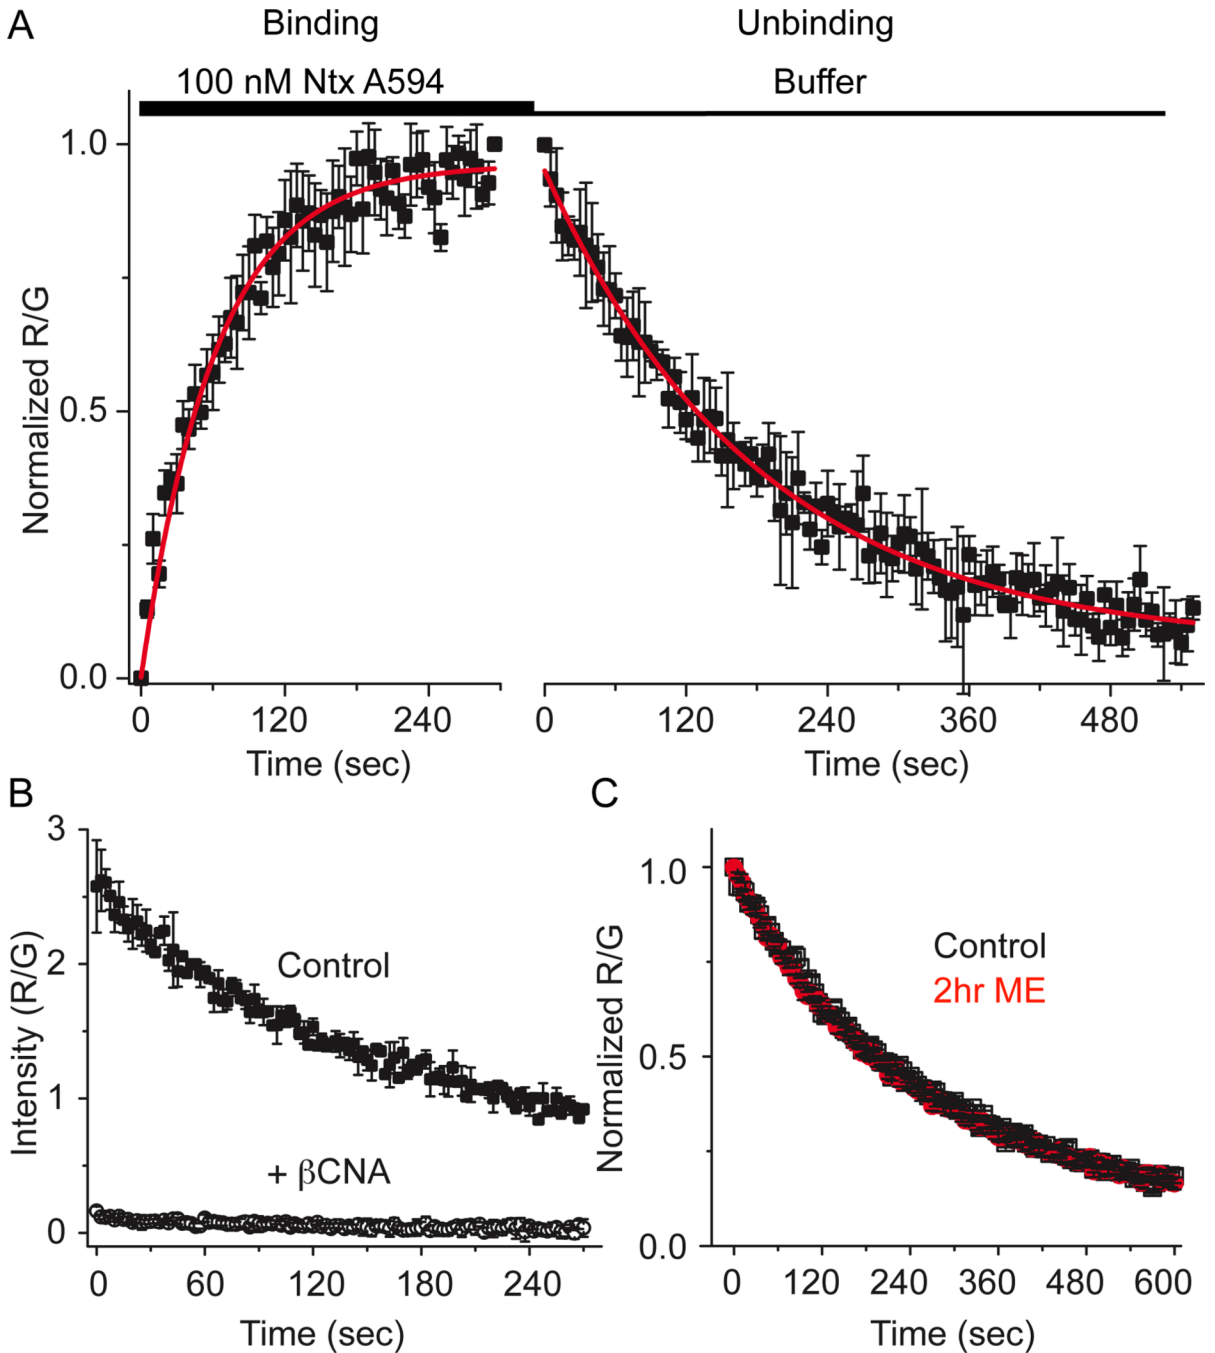 A
Binding
Unbinding
100 nM Ntx A594
Buffer
Normalized R/G
1.0
0.5
0.0
0
120
240
0
120
240
360
480
Time (sec)
Time (sec)
B
Intensity (R/G)
3
2
1
0
Control
+ βCNA
0
60
120
180
240
Time (sec)
C
Normalized R/G
1.0
0.5
0.0
Control
2hr ME
0
120
240
360
480
600
Time (sec)